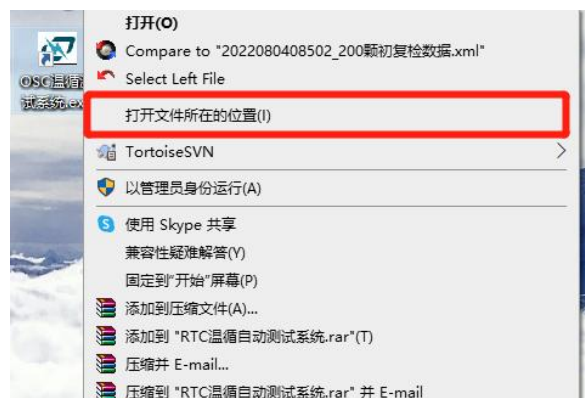 打开(O)
Compare to "2022080408502_200颗初复检数据.xml"
Select Left File
OSC温循
试系统.ex
打开文件所在的位置(I)
TortoiseSVN
以管理员身份运行(A)
使用 Skype 共享
兼容性疑难解答(Y)
固定到"开始"屏幕(P)
添加到压缩文件(A)...
添加到 "RTC温循自动测试系统.rar"(T)
压缩并 E-mail...
压缩到 "RTC温循自动测试系统.rar" 并 E-mail